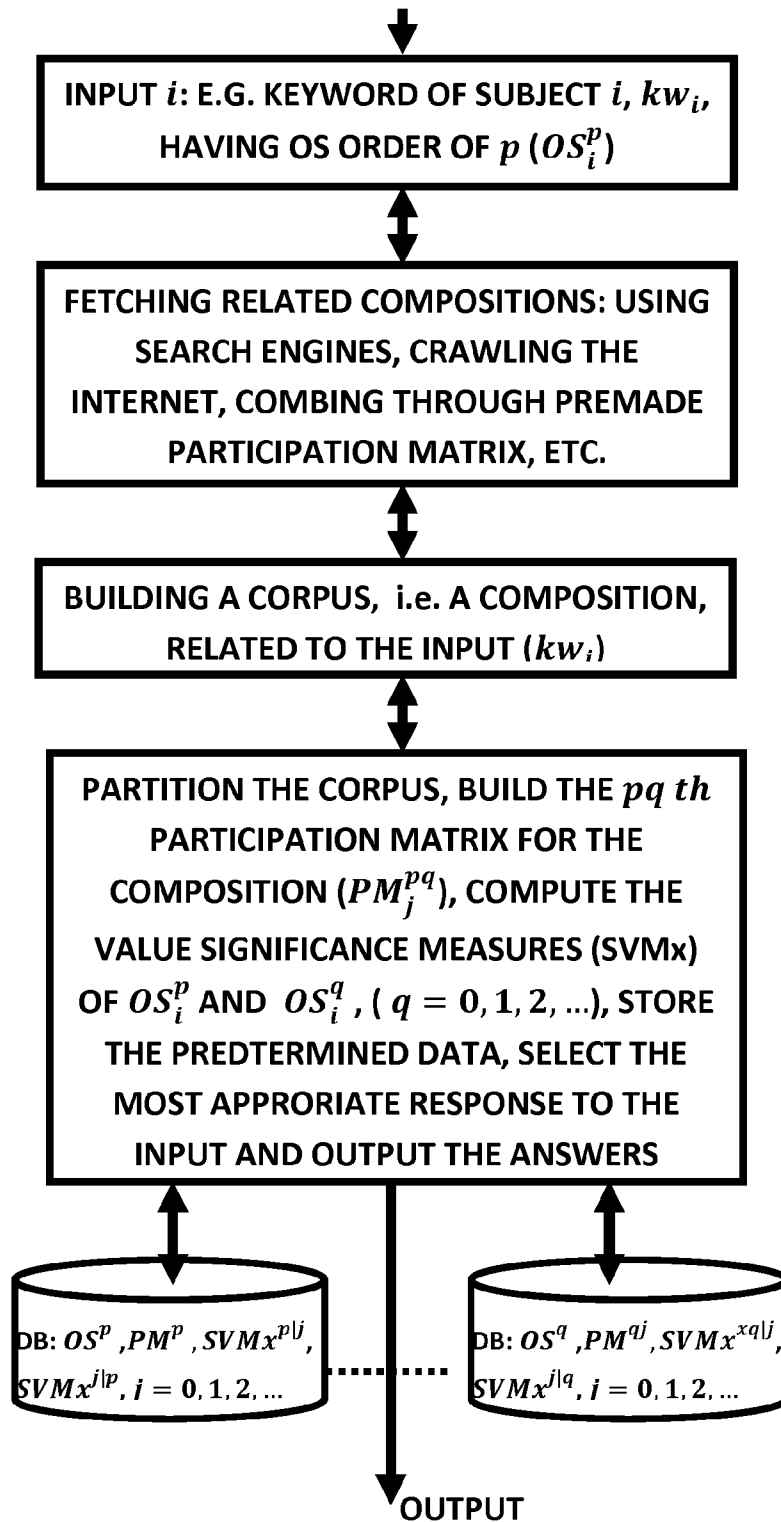 INPUT i: E.G. KEYWORD OF SUBJECT i, kw_i,
HAVING OS ORDER OF p (OS_i^p)
FETCHING RELATED COMPOSITIONS: USING
SEARCH ENGINES, CRAWLING THE
INTERNET, COMBING THROUGH PREMADE
PARTICIPATION MATRIX, ETC.
BUILDING A CORPUS, i.e. A COMPOSITION,
RELATED TO THE INPUT (kw_i)
PARTITION THE CORPUS, BUILD THE pq th
PARTICIPATION MATRIX FOR THE
COMPOSITION (PM_j^{pq}), COMPUTE THE
VALUE SIGNIFICANCE MEASURES (SVMx)
OF OS_i^p AND OS_i^q, ( q = 0, 1, 2, …), STORE
THE PREDTERMINED DATA, SELECT THE
MOST APPRORIATE RESPONSE TO THE
INPUT AND OUTPUT THE ANSWERS
DB: OS^p ,PM^p , SVMx^{p|j},
SVMx^{j|p}, j = 0, 1, 2, …
DB: OS^q ,PM^{qj}, SVMx^{xq|j},
SVMx^{j|q}, j = 0, 1, 2, …
OUTPUT